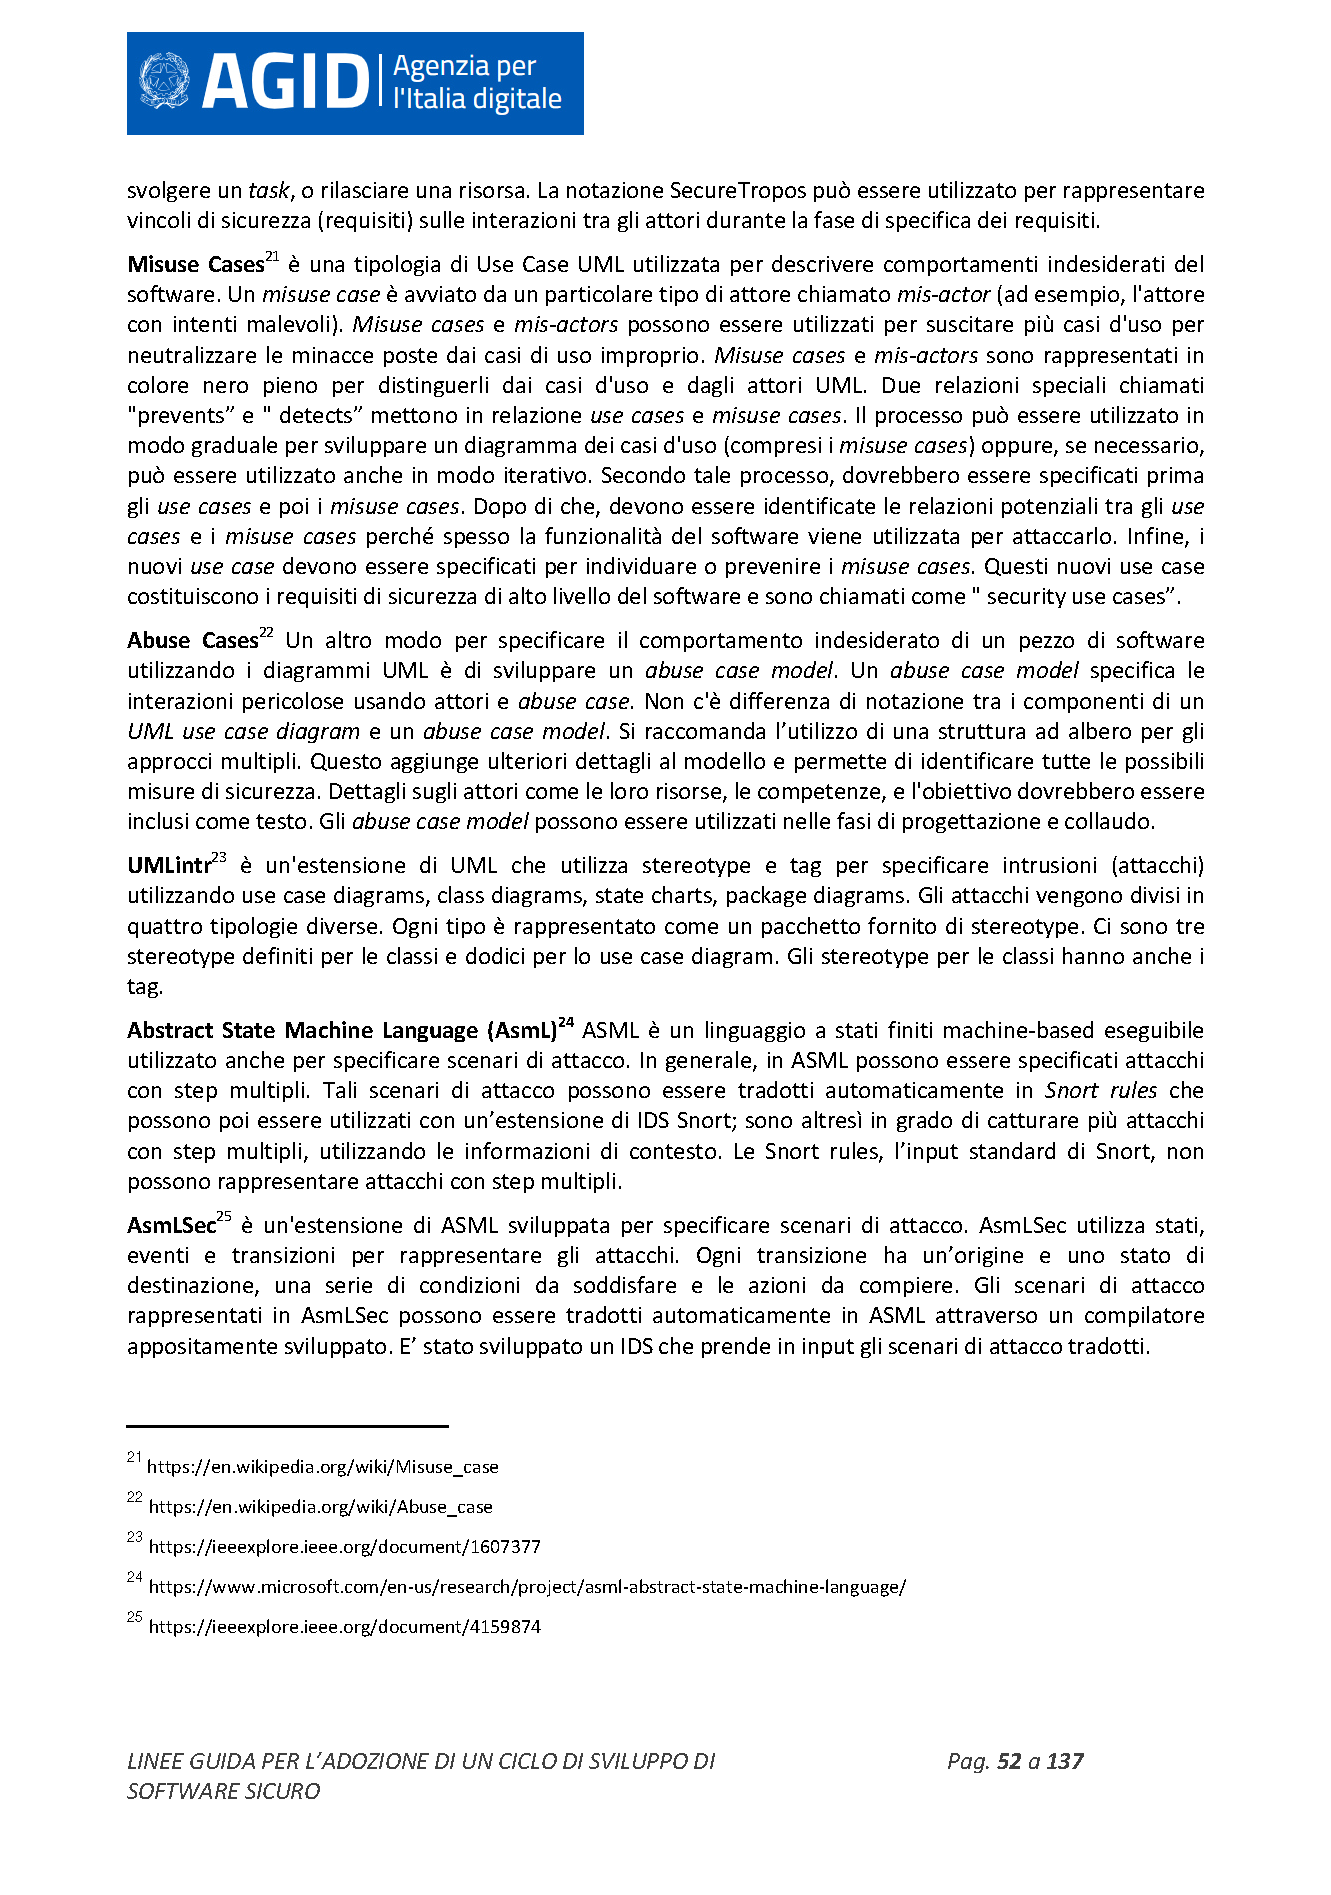 AGID Agenzia per
l'Italia digitale
svolgere un task, o rilasciare una risorsa. La notazione SecureTropos può essere utilizzato per rappresentare
vincoli di sicurezza (requisiti) sulle interazioni tra gli attori durante la fase di specifica dei requisiti.
Misuse Cases21 è una tipologia di Use Case UML utilizzata per descrivere comportamenti indesiderati del
software. Un misuse case è avviato da un particolare tipo di attore chiamato mis-actor (ad esempio, l'attore
con intenti malevoli). Misuse cases e mis-actors possono essere utilizzati per suscitare più casi d'uso per
neutralizzare le minacce poste dai casi di uso improprio. Misuse cases e mis-actors sono rappresentati in
colore nero pieno per distinguerli dai casi d'uso e dagli attori UML. Due relazioni speciali chiamati
"prevents” e " detects” mettono in relazione use cases e misuse cases. Il processo può essere utilizzato in
modo graduale per sviluppare un diagramma dei casi d'uso (compresi i misuse cases) oppure, se necessario,
può essere utilizzato anche in modo iterativo. Secondo tale processo, dovrebbero essere specificati prima
gli use cases e poi i misuse cases. Dopo di che, devono essere identificate le relazioni potenziali tra gli use
cases e i misuse cases perché spesso la funzionalità del software viene utilizzata per attaccarlo. Infine, i
nuovi use case devono essere specificati per individuare o prevenire i misuse cases. Questi nuovi use case
costituiscono i requisiti di sicurezza di alto livello del software e sono chiamati come " security use cases”.
Abuse Cases22 Un altro modo per specificare il comportamento indesiderato di un pezzo di software
utilizzando i diagrammi UML è di sviluppare un abuse case model. Un abuse case model specifica le
interazioni pericolose usando attori e abuse case. Non c'è differenza di notazione tra i componenti di un
UML use case diagram e un abuse case model. Si raccomanda l’utilizzo di una struttura ad albero per gli
approcci multipli. Questo aggiunge ulteriori dettagli al modello e permette di identificare tutte le possibili
misure di sicurezza. Dettagli sugli attori come le loro risorse, le competenze, e l'obiettivo dovrebbero essere
inclusi come testo. Gli abuse case model possono essere utilizzati nelle fasi di progettazione e collaudo.
UMLintr23 è un'estensione di UML che utilizza stereotype e tag per specificare intrusioni (attacchi)
utilizzando use case diagrams, class diagrams, state charts, package diagrams. Gli attacchi vengono divisi in
quattro tipologie diverse. Ogni tipo è rappresentato come un pacchetto fornito di stereotype. Ci sono tre
stereotype definiti per le classi e dodici per lo use case diagram. Gli stereotype per le classi hanno anche i
tag.
Abstract State Machine Language (AsmL)24 ASML è un linguaggio a stati finiti machine-based eseguibile
utilizzato anche per specificare scenari di attacco. In generale, in ASML possono essere specificati attacchi
con step multipli. Tali scenari di attacco possono essere tradotti automaticamente in Snort rules che
possono poi essere utilizzati con un’estensione di IDS Snort; sono altresì in grado di catturare più attacchi
con step multipli, utilizzando le informazioni di contesto. Le Snort rules, l’input standard di Snort, non
possono rappresentare attacchi con step multipli.
AsmLSec25 è un'estensione di ASML sviluppata per specificare scenari di attacco. AsmLSec utilizza stati,
eventi e transizioni per rappresentare gli attacchi. Ogni transizione ha un’origine e uno stato di
destinazione, una serie di condizioni da soddisfare e le azioni da compiere. Gli scenari di attacco
rappresentati in AsmLSec possono essere tradotti automaticamente in ASML attraverso un compilatore
appositamente sviluppato. E’ stato sviluppato un IDS che prende in input gli scenari di attacco tradotti.
21 https://en.wikipedia.org/wiki/Misuse_case
22 https://en.wikipedia.org/wiki/Abuse_case
23 https://ieeexplore.ieee.org/document/1607377
24 https://www.microsoft.com/en-us/research/project/asml-abstract-state-machine-language/
25 https://ieeexplore.ieee.org/document/4159874
LINEE GUIDA PER L’ADOZIONE DI UN CICLO DI SVILUPPO DI Pag. 52 a 137
SOFTWARE SICURO